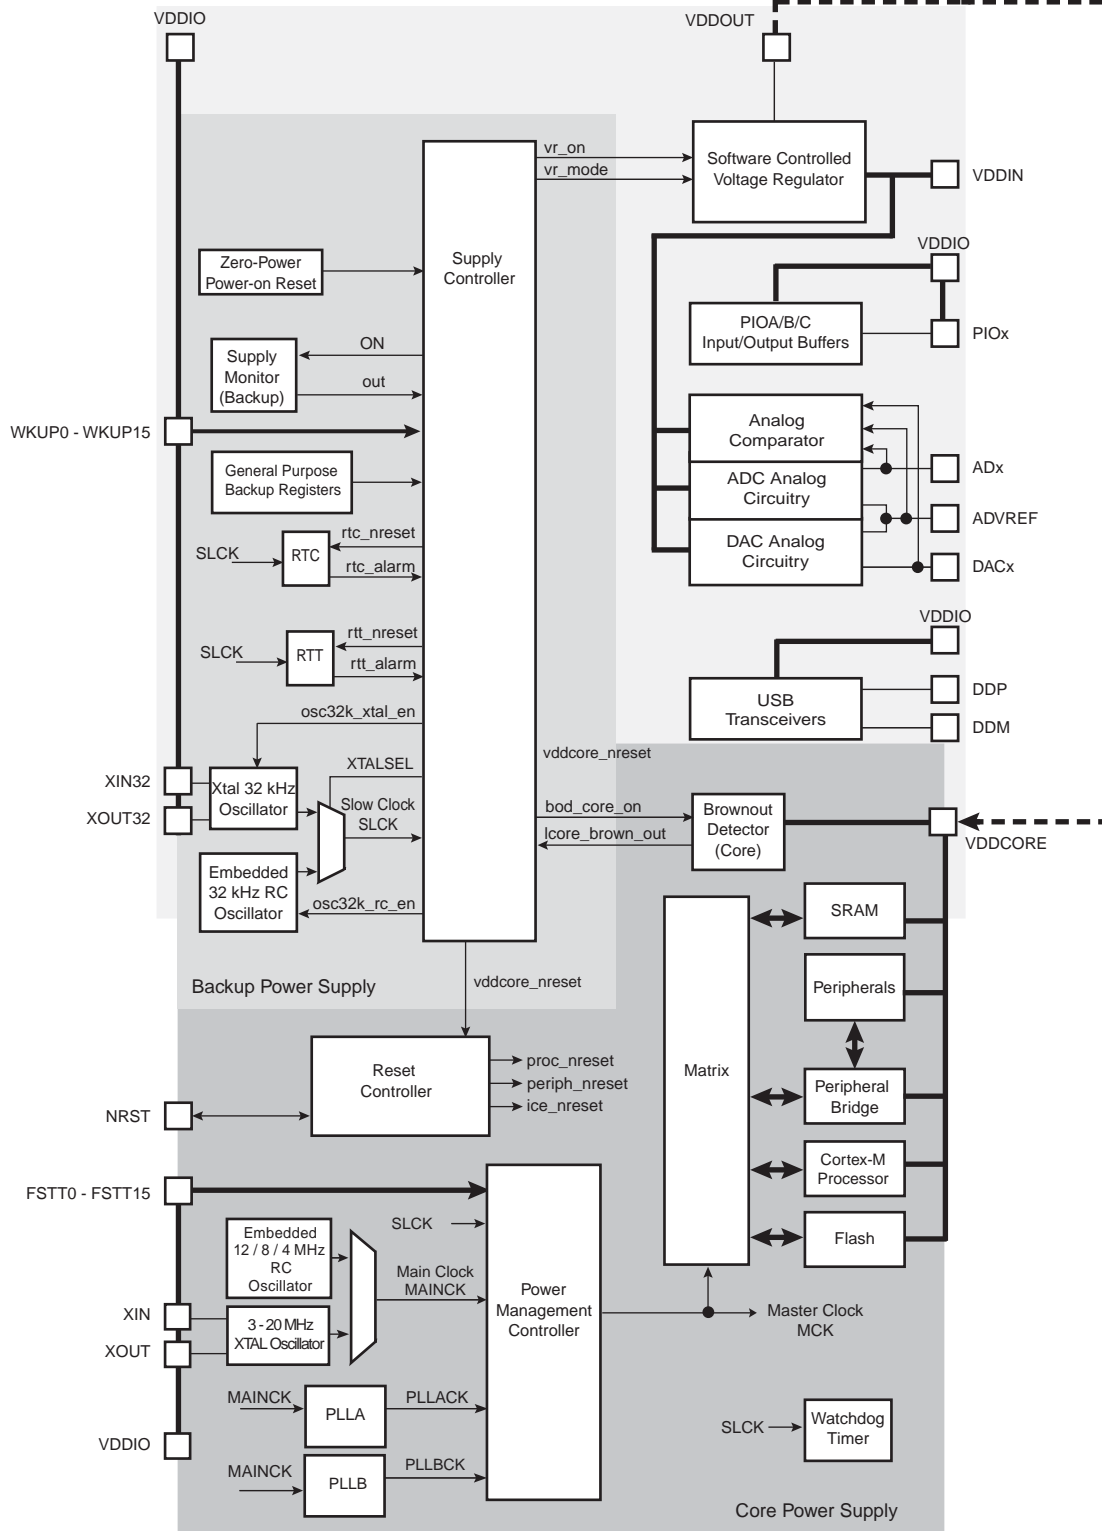 VDDIO
VDDOUT
vr_on
vr_mode
Software Controlled
Voltage Regulator
VDDIN
Supply
Controller
Zero-Power
Power-on Reset
VDDIO
PIOA/B/C
Input/Output Buffers
PIOx
Supply
Monitor
(Backup)
ON
out
WKUP0 - WKUP15
General Purpose
Backup Registers
Analog
Comparator
ADC Analog
Circuitry
DAC Analog
Circuitry
ADx
ADVREF
DACx
SLCK
RTC
rtc_nreset
rtc_alarm
SLCK
RTT
rtt_nreset
rtt_alarm
VDDIO
USB
Transceivers
DDP
DDM
osc32k_xtal_en
XTALSEL
vddcore_nreset
XIN32
XOUT32
Xtal 32 kHz
Oscillator
Slow Clock
SLCK
bod_core_on
lcore_brown_out
Brownout
Detector
(Core)
VDDCORE
Embedded
32 kHz RC
Oscillator
osc32k_rc_en
SRAM
Peripherals
Backup Power Supply
vddcore_nreset
Matrix
Reset
Controller
proc_nreset
periph_nreset
ice_nreset
NRST
Peripheral
Bridge
Cortex-M
Processor
Flash
FSTT0 - FSTT15
SLCK
Embedded
12 / 8 / 4 MHz
RC
Oscillator
Main Clock
MAINCK
Power
Management
Controller
XIN
XOUT
3 - 20 MHz
XTAL Oscillator
Master Clock
MCK
MAINCK
PLLA
PLLACK
VDDIO
MAINCK
PLLB
PLLBCK
SLCK
Watchdog
Timer
Core Power Supply